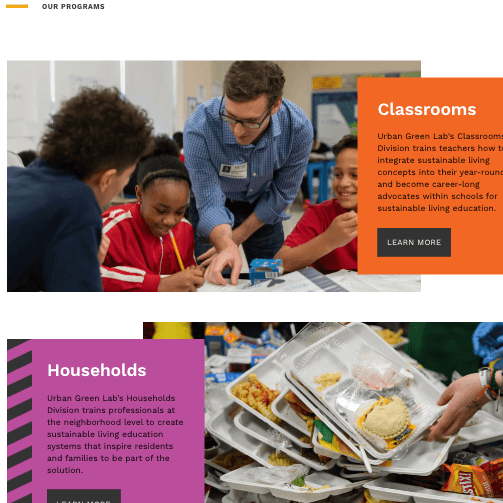 OUR PROGRAMS
Classrooms
Urban Green Lab's Classrooms
Division trains teachers how to
integrate sustainable living
concepts into their year-round
and become career-long
advocates within schools for
sustainable living education.
LEARN MORE
Households
Urban Green Lab's Households
Division trains professionals at
the neighborhood level to create
sustainable living education
systems that inspire residents
and families to be part of the
solution.
LEARN MORE